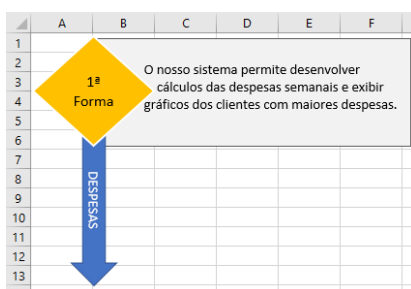 A B C D E F
1
2
3
4
5
6
7
8
9
10
11
12
13
1ª
Forma
O nosso sistema permite desenvolver
cálculos das despesas semanais e exibir
gráficos dos clientes com maiores despesas.
DESPESAS